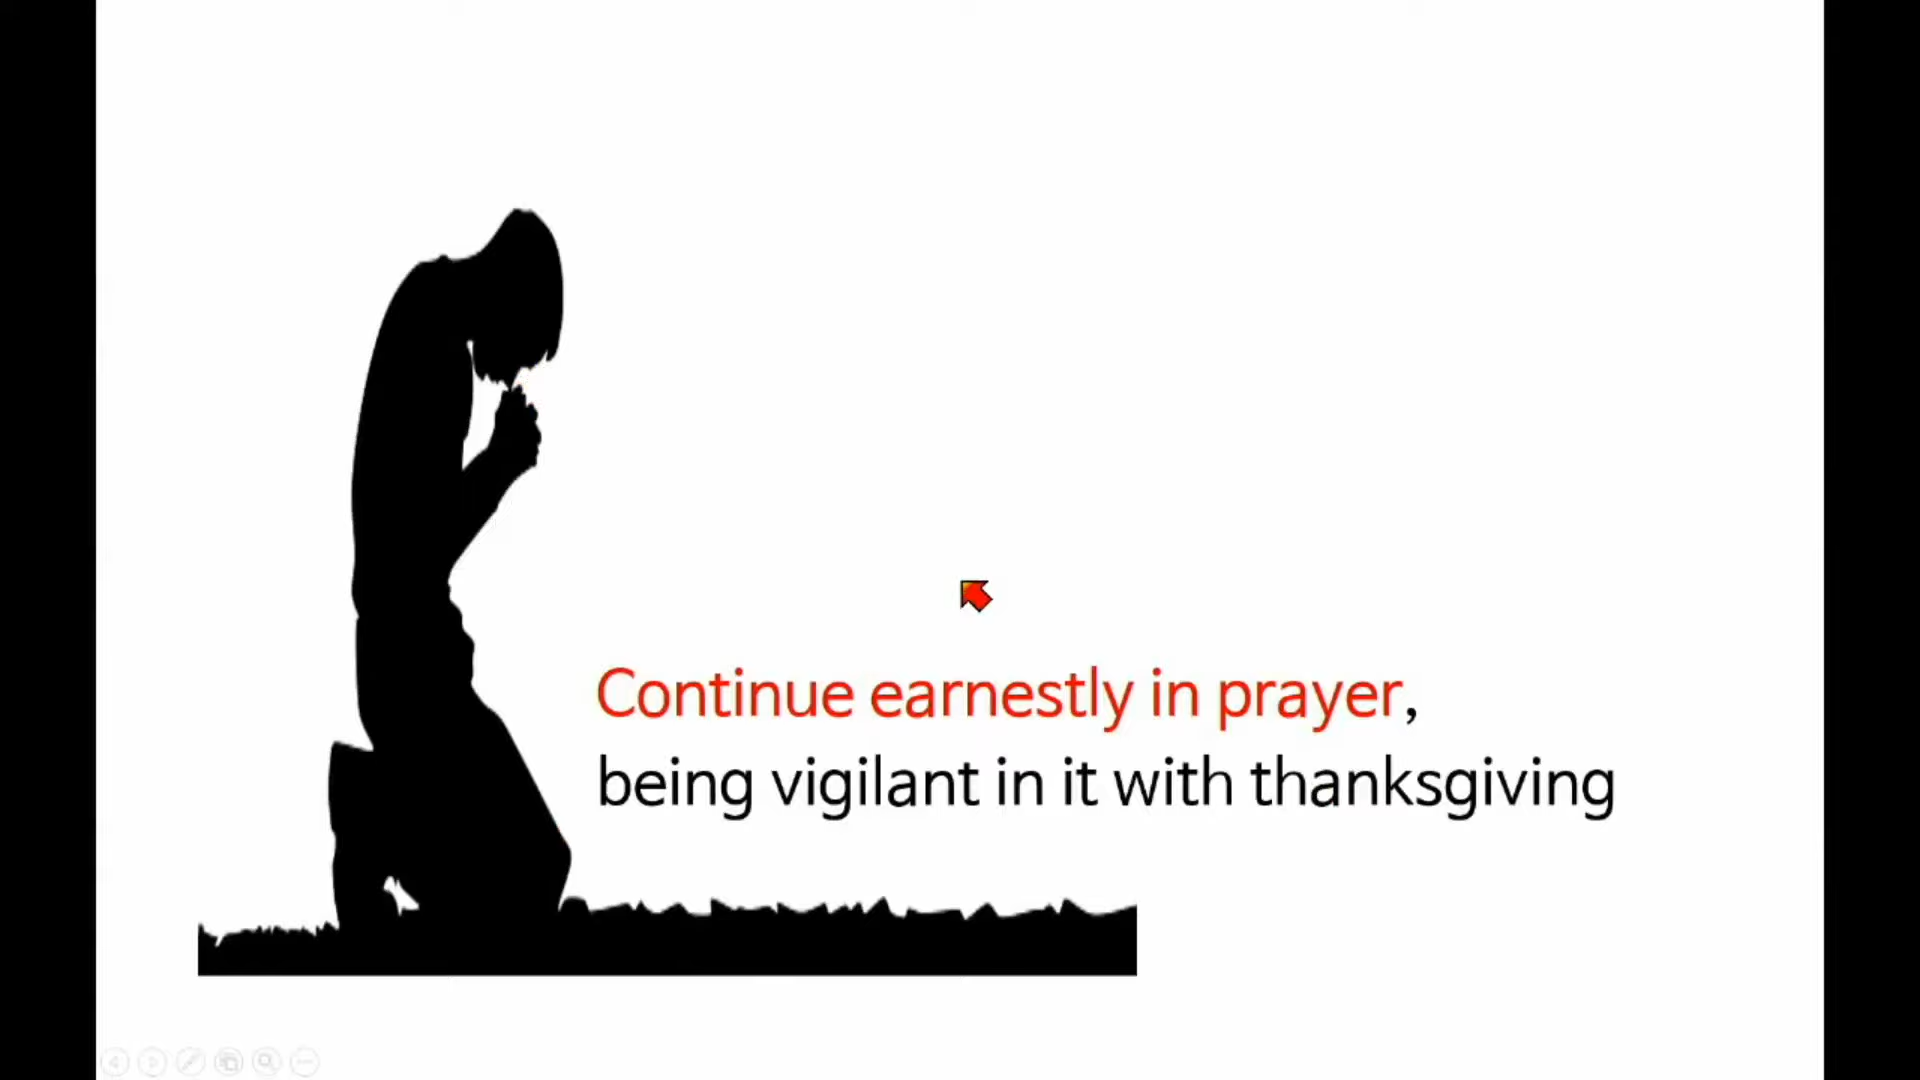 Continue earnestly in prayer,
being vigilant in it with thanksgiving